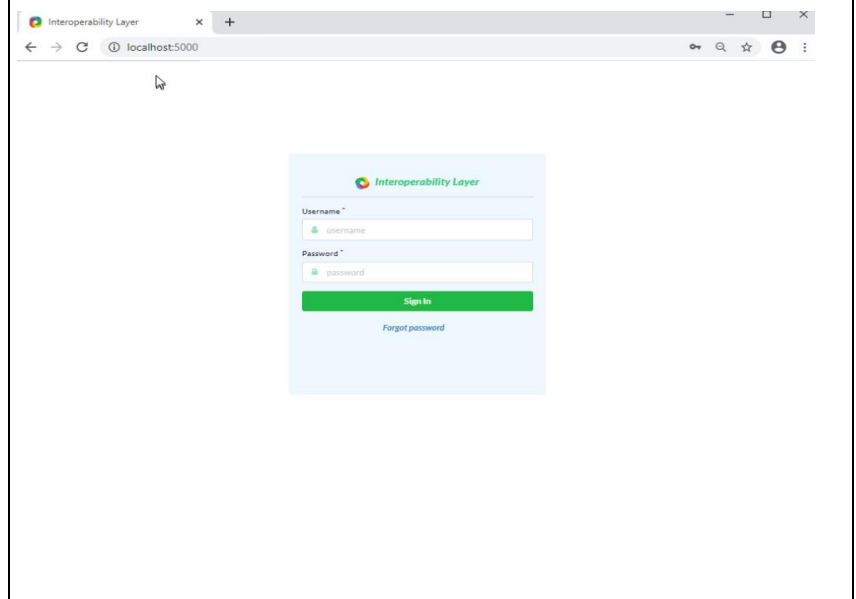 Interoperability Layer
localhost:5000
Interoperability Layer
Username *
username
Password *
password
Sign In
Forgot password